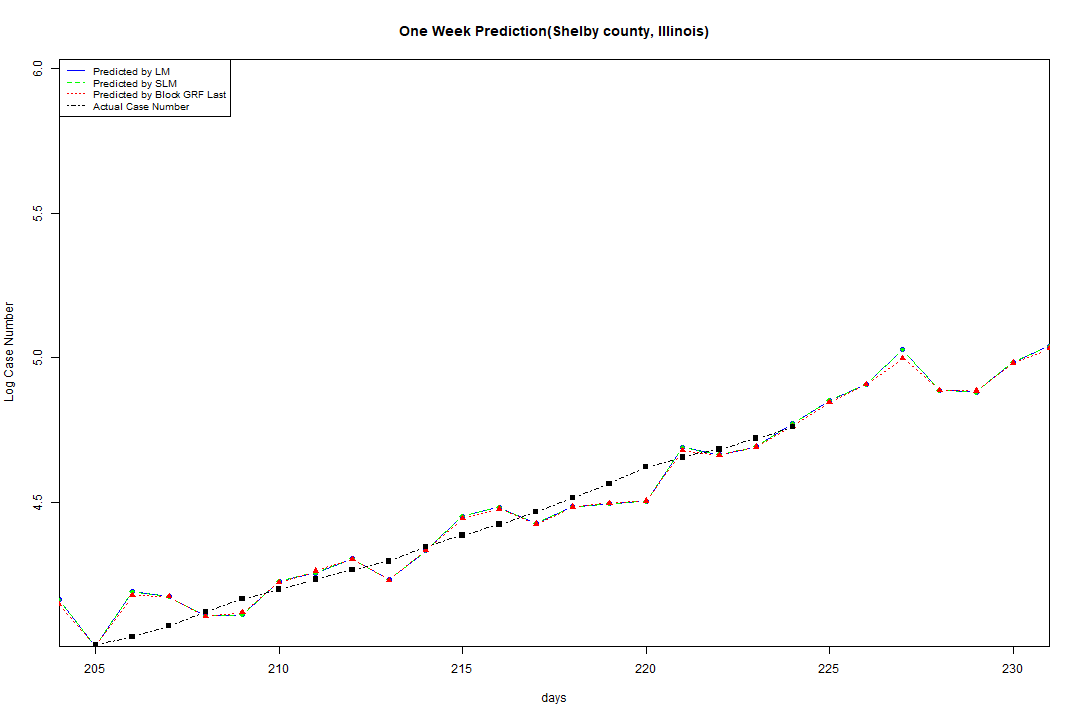 One Week Prediction(Shelby county, Illinois)
Predicted by LM
Predicted by SLM
Predicted by Block GRF Last
Actual Case Number
6.0
5.5
5.0
4.5
Log Case Number
205 210 215 220 225 230
days